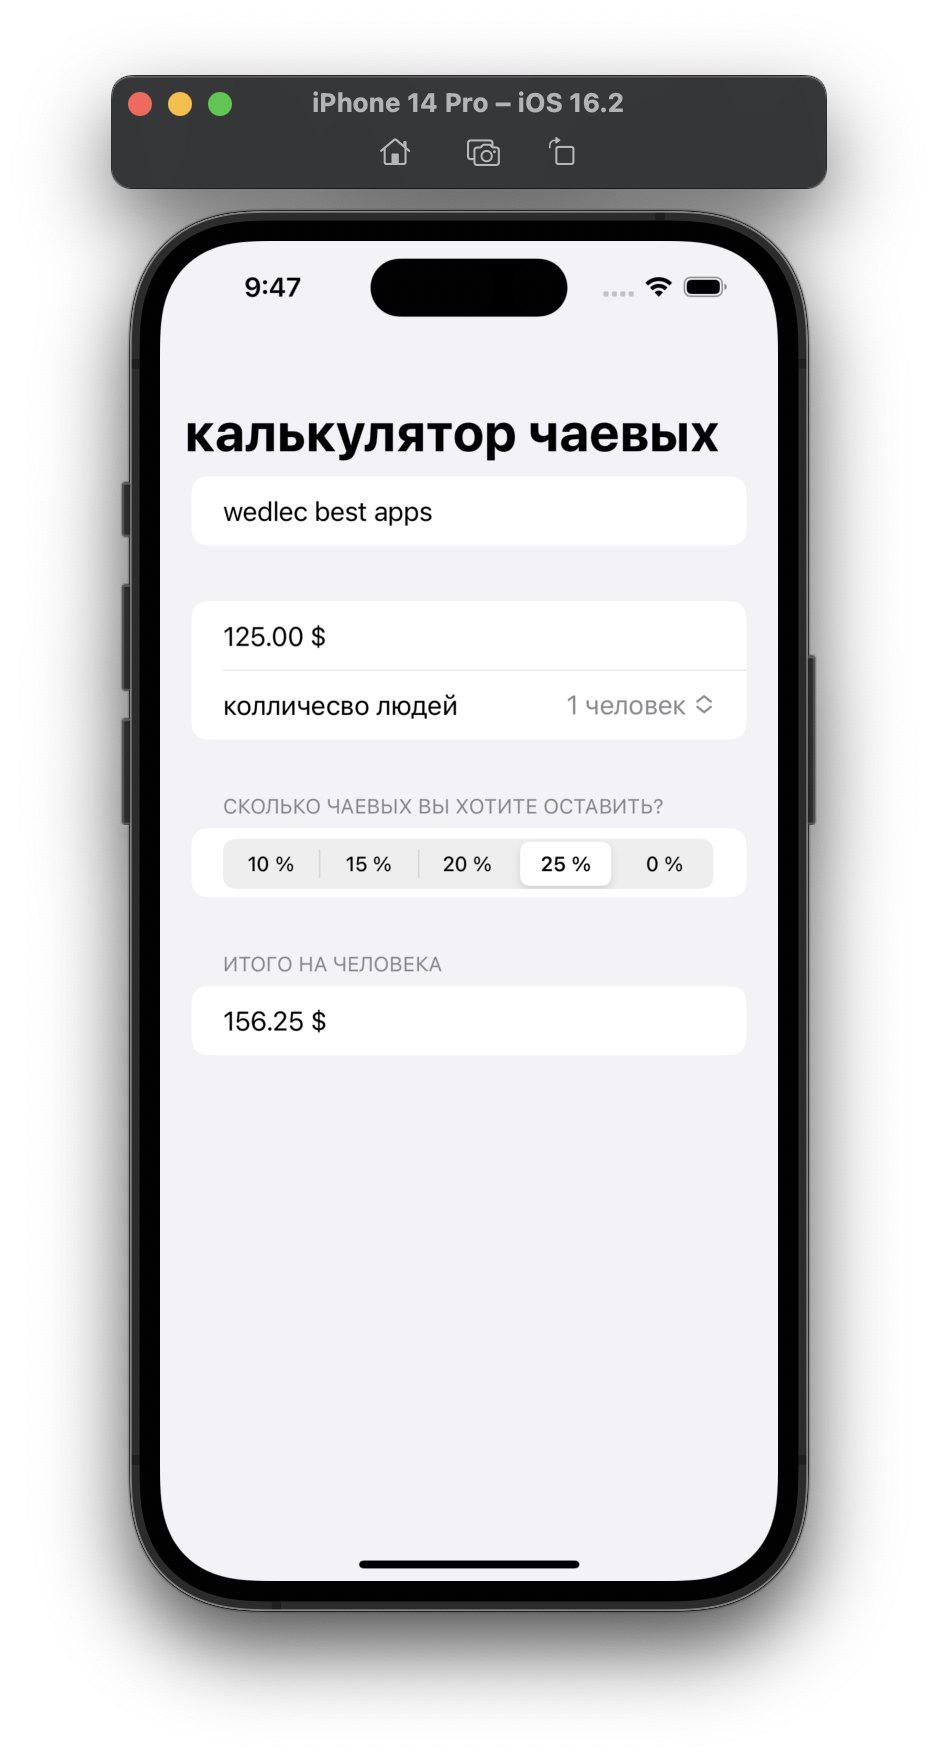 iPhone 14 Pro – iOS 16.2
9:47
калькулятор чаевых
wedlec best apps
125.00 $
колличесво людей 1 человек
СКОЛЬКО ЧАЕВЫХ ВЫ ХОТИТЕ ОСТАВИТЬ?
10 % 15 % 20 % 25 % 0 %
ИТОГО НА ЧЕЛОВЕКА
156.25 $